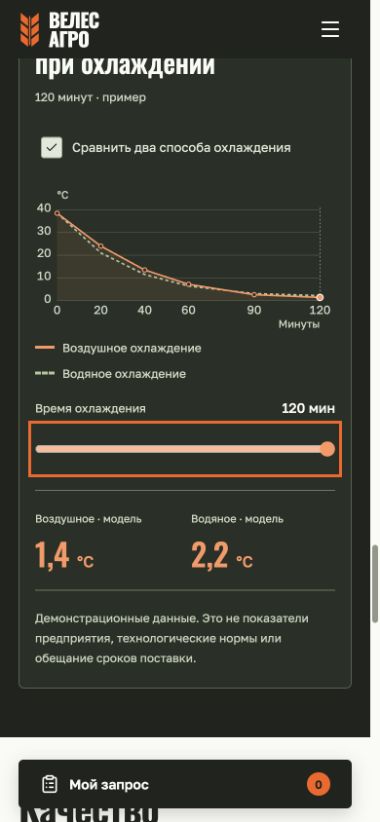 ВЕЛЕС
АГРО
при охлаждении
120 минут · пример
Сравнить два способа охлаждения
°C
40
30
20
10
0
0 20 40 60 90 120
Минуты
Воздушное охлаждение
Водяное охлаждение
Время охлаждения 120 мин
Воздушное · модель Водяное · модель
1,4 °C 2,2 °C
Демонстрационные данные. Это не показатели
предприятия, технологические нормы или
обещание сроков поставки.
Мой запрос 0
Качество